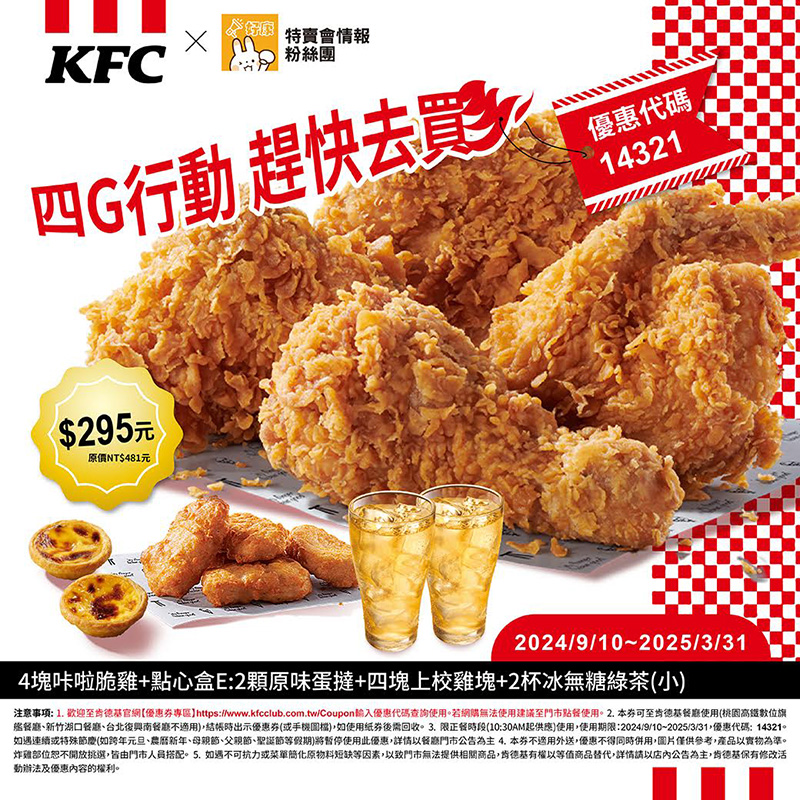 KFC × 好康 特賣會情報
粉絲團
四G行動 趕快去買
優惠代碼
14321
$295元
原價NT$481元
2024/9/10~2025/3/31
4塊咔啦脆雞+點心盒E:2顆原味蛋撻+四塊上校雞塊+2杯冰無糖綠茶(小)
注意事項: 1. 歡迎至肯德基官網【優惠券專區】https://www.kfcclub.com.tw/Coupon輸入優惠代碼查詢使用。若網購無法使用建議至門市點餐使用。 2. 本券可至肯德基餐廳使用(桃園高鐵數位旗
艦餐廳、新竹湖口餐廳、台北復興南餐廳不適用)，結帳時出示優惠券(或手機圖檔)，如使用紙券後需回收。 3. 限正餐時段(10:30AM起供應)使用，使用期限:2024/9/10~2025/3/31，優惠代碼: 14321。
如遇連續或特殊節慶(如跨年元旦、農曆新年、母親節、父親節、聖誕節等假期)將暫停使用此優惠，詳情以餐廳門市公告為主 4. 本券不適用外送，優惠不得同時併用，圖片僅供參考，產品以實物為準。
炸雞部位恕不開放挑選，皆由門市人員搭配。 5. 如遇不可抗力或菜單簡化原物料短缺等因素，以致門市無法提供相關商品，肯德基有權以等值商品替代，詳情請以店內公告為主，肯德基保有修改活
動辦法及優惠內容的權利。